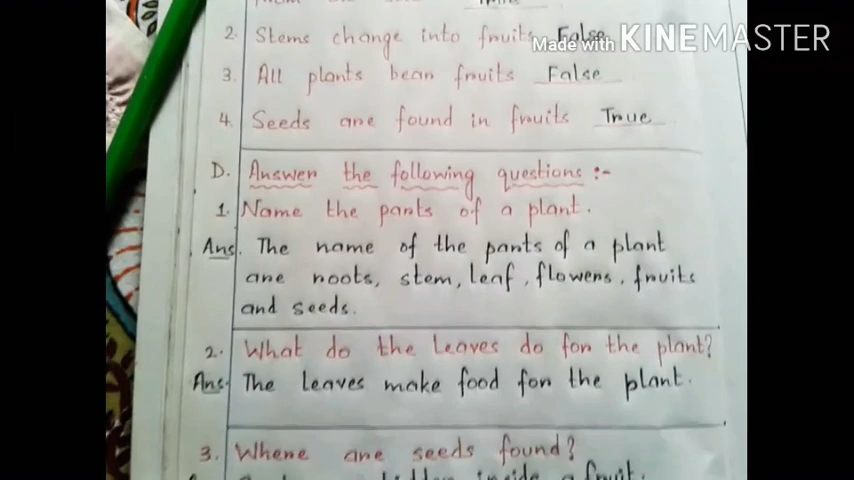 2. Stems change into fruits False
Made with KINEMASTER
3. All plants bear fruits False
4. Seeds are found in fruits True
D. Answer the following questions :-
1. Name the parts of a plant.
Ans. The name of the parts of a plant
are roots, stem, leaf, flowers, fruits
and seeds.
2. What do the leaves do for the plant?
Ans. The leaves make food for the plant.
3. Where are seeds found?
inside a fruit.